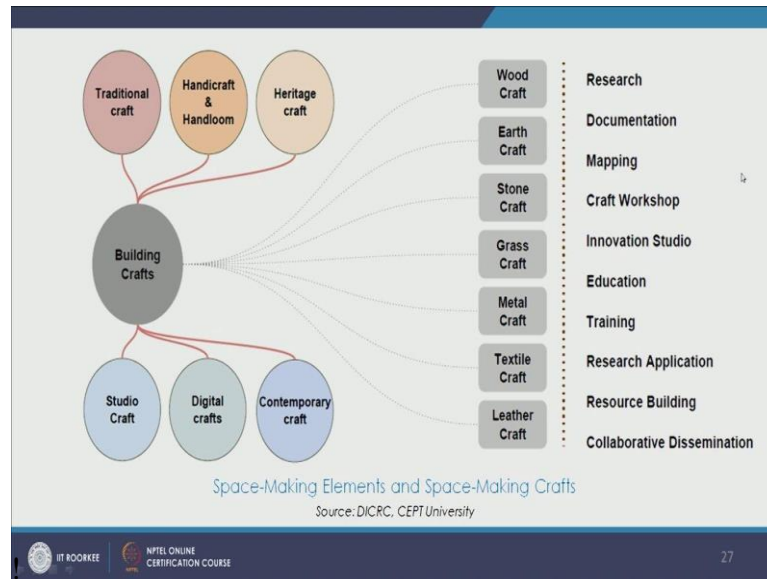 Traditional
craft
Handicraft
&
Handloom
Heritage
craft
Building
Crafts
Studio
Craft
Digital
crafts
Contemporary
craft
Wood
Craft
Earth
Craft
Stone
Craft
Grass
Craft
Metal
Craft
Textile
Craft
Leather
Craft
Research
Documentation
Mapping
Craft Workshop
Innovation Studio
Education
Training
Research Application
Resource Building
Collaborative Dissemination
Space-Making Elements and Space-Making Crafts
Source: DICRC, CEPT University
IIT ROORKEE
NPTEL ONLINE
CERTIFICATION COURSE
27